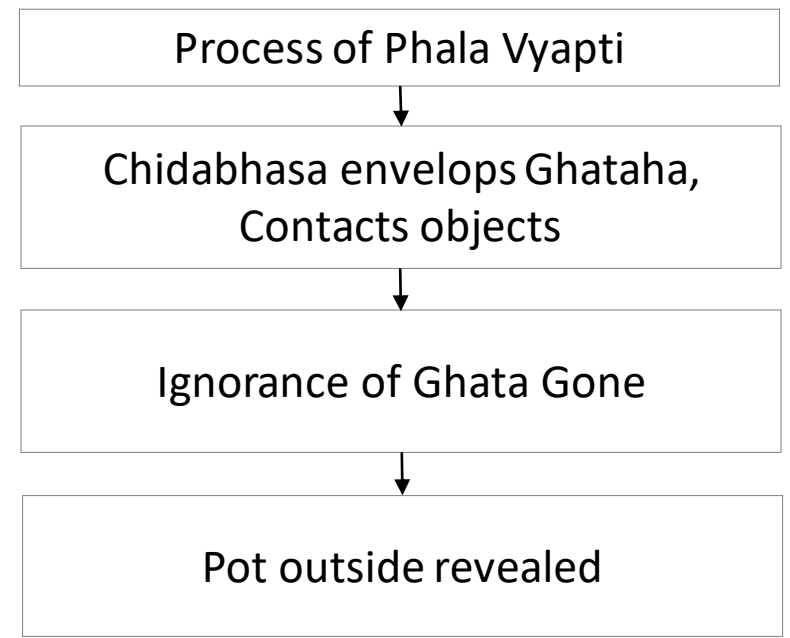 Process of Phala Vyapti
Chidabhasa envelops Ghataha,
Contacts objects
Ignorance of Ghata Gone
Pot outside revealed